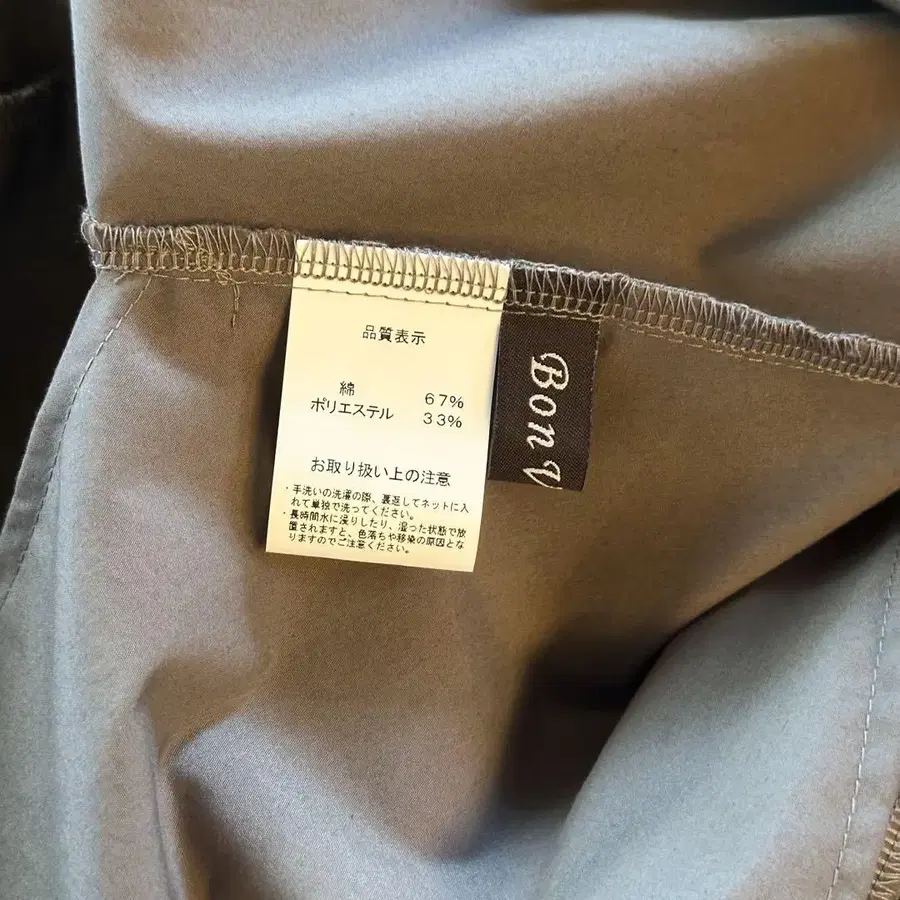 品質表示
綿 67%
ポリエステル 33%
お取り扱い上の注意
・手洗いの洗濯の際、裏返してネットに入
れて単独で洗ってください。
・長時間水に浸りしたり、湿った状態で放
置されますと、色落ちや移染の原因とな
りますのでご注意ください。
Bon V